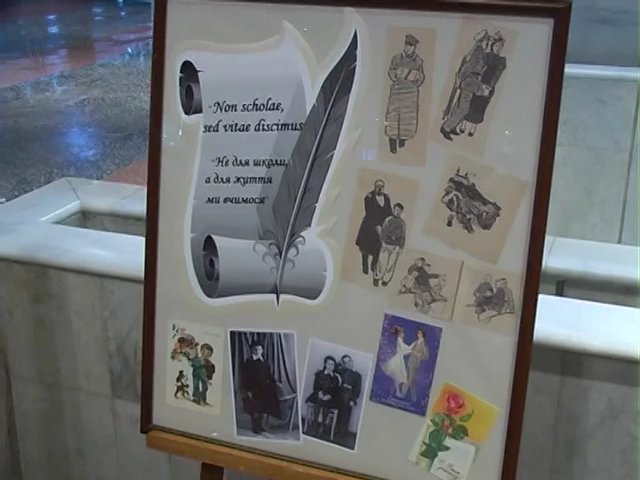 "Non scholae,
sed vitae discimus
"Не для школи,
а для життя
ми вчимося"